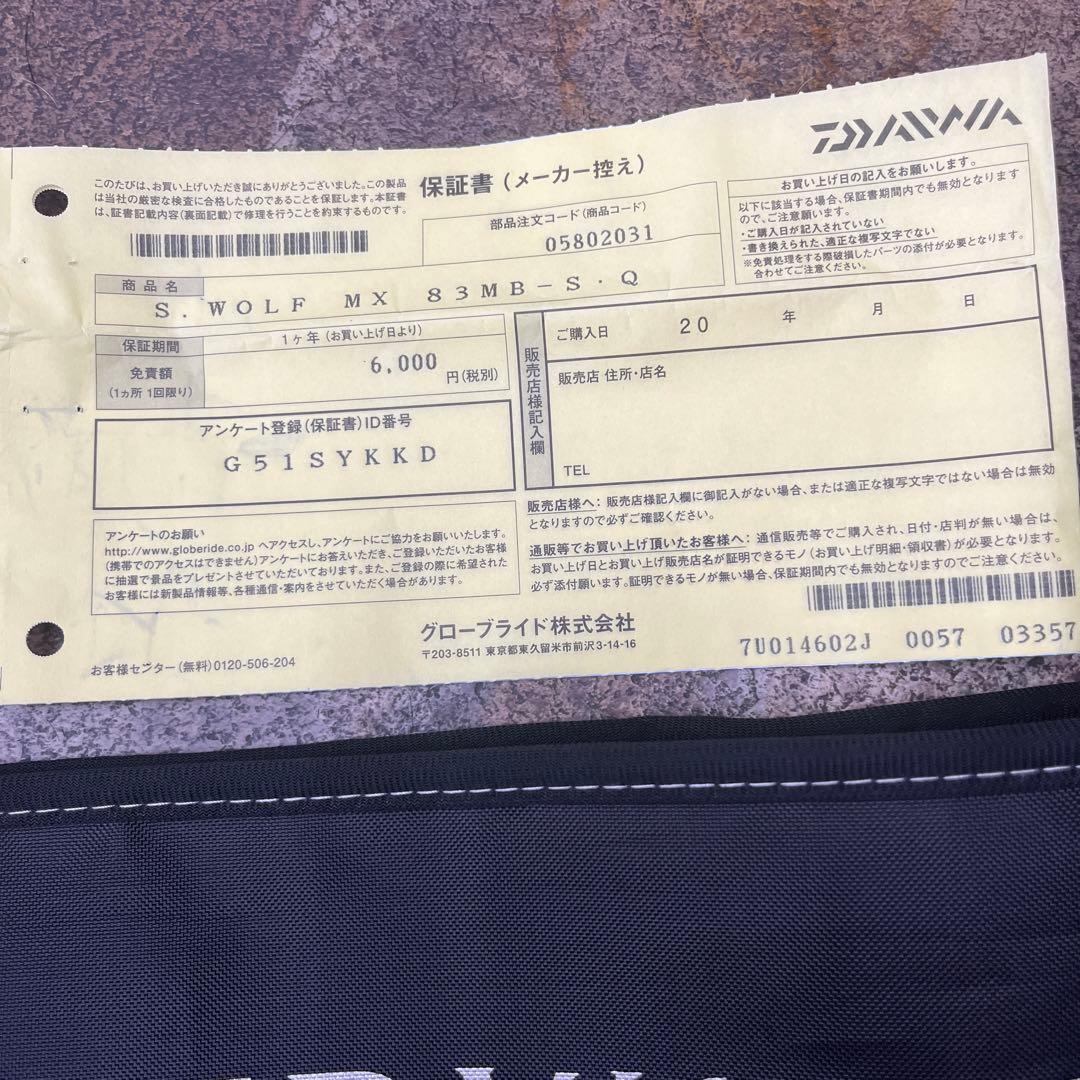 DAIWA
このたびは、お買い上げいただき誠にありがとうございました。この製品
は当社の厳密な検査に合格したものであることを保証します。本証書
は、証書記載内容(裏面記載)で修理を行うことを約束するものです。
保証書(メーカー控え)
部品注文コード(商品コード)
05802031
お買い上げ日の記入をお願いします。
以下に該当する場合、保証書期間内でも無効となります
ので、ご注意願います。
・ご購入日が記入されていない
・書き換えられた、適正な複写文字でない
※免責処理をする際破損したパーツの添付が必要となります。
合わせてご注意ください。
商品名
S. WOLF MX 83MB-S・Q
保証期間
1ヶ年(お買い上げ日より)
免責額
(1ヵ所 1回限り)
6,000
円(税別)
アンケート登録(保証書)ID番号
G51SYKKD
販売店様記入欄
ご購入日 20 年 月 日
販売店 住所・店名
TEL
アンケートのお願い
http://www.globeride.co.jp へアクセスし、アンケートにご協力をお願いいたします。
(携帯でのアクセスはできません)アンケートにお答えいただき、ご登録いただいたお客様
に抽選で景品をプレゼントさせていただいております。また、ご登録の際に希望された
お客様には新製品情報等、各種通信・案内をさせていただく場合があります。
販売店様へ:販売店様記入欄に御記入がない場合、または適正な複写文字ではない場合は無効
となりますので必ずご確認ください。
通販等でお買い上げ頂いたお客様へ:通信販売等でご購入され、日付・店判が無い場合は、
お買い上げ日とお買い上げ販売店名が証明できるモノ(お買い上げ明細・領収書)が必要となります。
必ず添付願います。証明できるモノが無い場合、保証期間内でも無効となりますのでご注意ください。
お客様センター(無料)0120-506-204
グローブライド株式会社
〒203-8511 東京都東久留米市前沢3-14-16
7U014602J 0057 03357